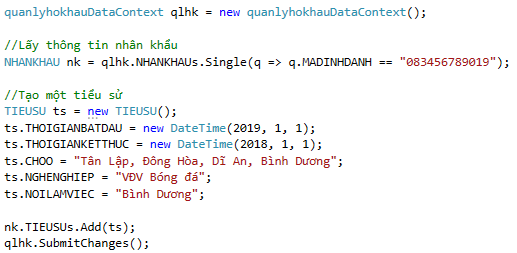 quanlyhokhauDataContext qlhk = new quanlyhokhauDataContext();
//Lấy thông tin nhân khẩu
NHANKHAU nk = qlhk.NHANKHAUs.Single(q => q.MADINHDANH == "083456789019");
//Tạo một tiểu sử
TIEUSU ts = new TIEUSU();
ts.THOIGIANBATDAU = new DateTime(2019, 1, 1);
ts.THOIGIANKETTHUC = new DateTime(2018, 1, 1);
ts.CHOO = "Tân Lập, Đông Hòa, Dĩ An, Bình Dương";
ts.NGHENGHIEP = "VĐV Bóng đá";
ts.NOILAMVIEC = "Bình Dương";
nk.TIEUSUs.Add(ts);
qlhk.SubmitChanges();